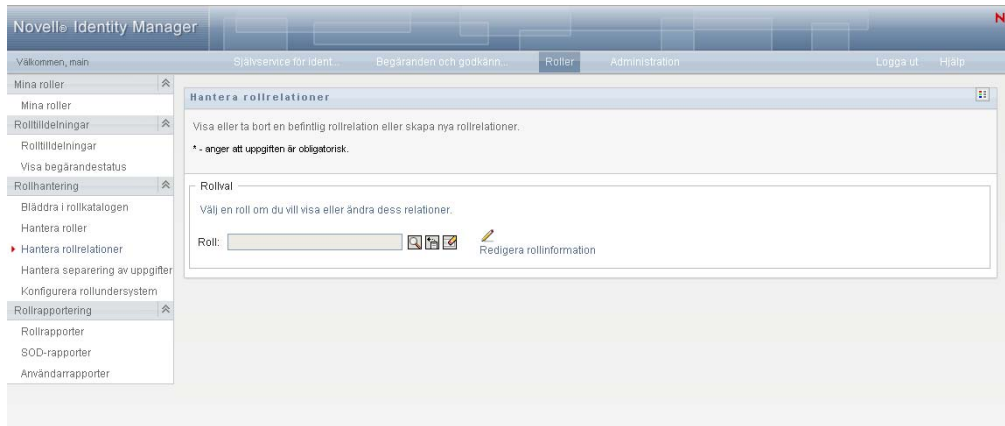 Novell® Identity Manager
N
Välkommen, main
Självservice för ident...
Begäranden och godkänn...
Roller
Administration
Logga ut
Hjälp
Mina roller
Mina roller
Rolltilldelningar
Rolltilldelningar
Visa begärandestatus
Rollhantering
Bläddra i rollkatalogen
Hantera roller
Hantera rollrelationer
Hantera separering av uppgifter
Konfigurera rollundersystem
Rollrapportering
Rollrapporter
SOD-rapporter
Användarrapporter
Hantera rollrelationer
Visa eller ta bort en befintlig rollrelation eller skapa nya rollrelationer.
* - anger att uppgiften är obligatorisk.
Rollval
Välj en roll om du vill visa eller ändra dess relationer.
Roll:
Redigera rollinformation